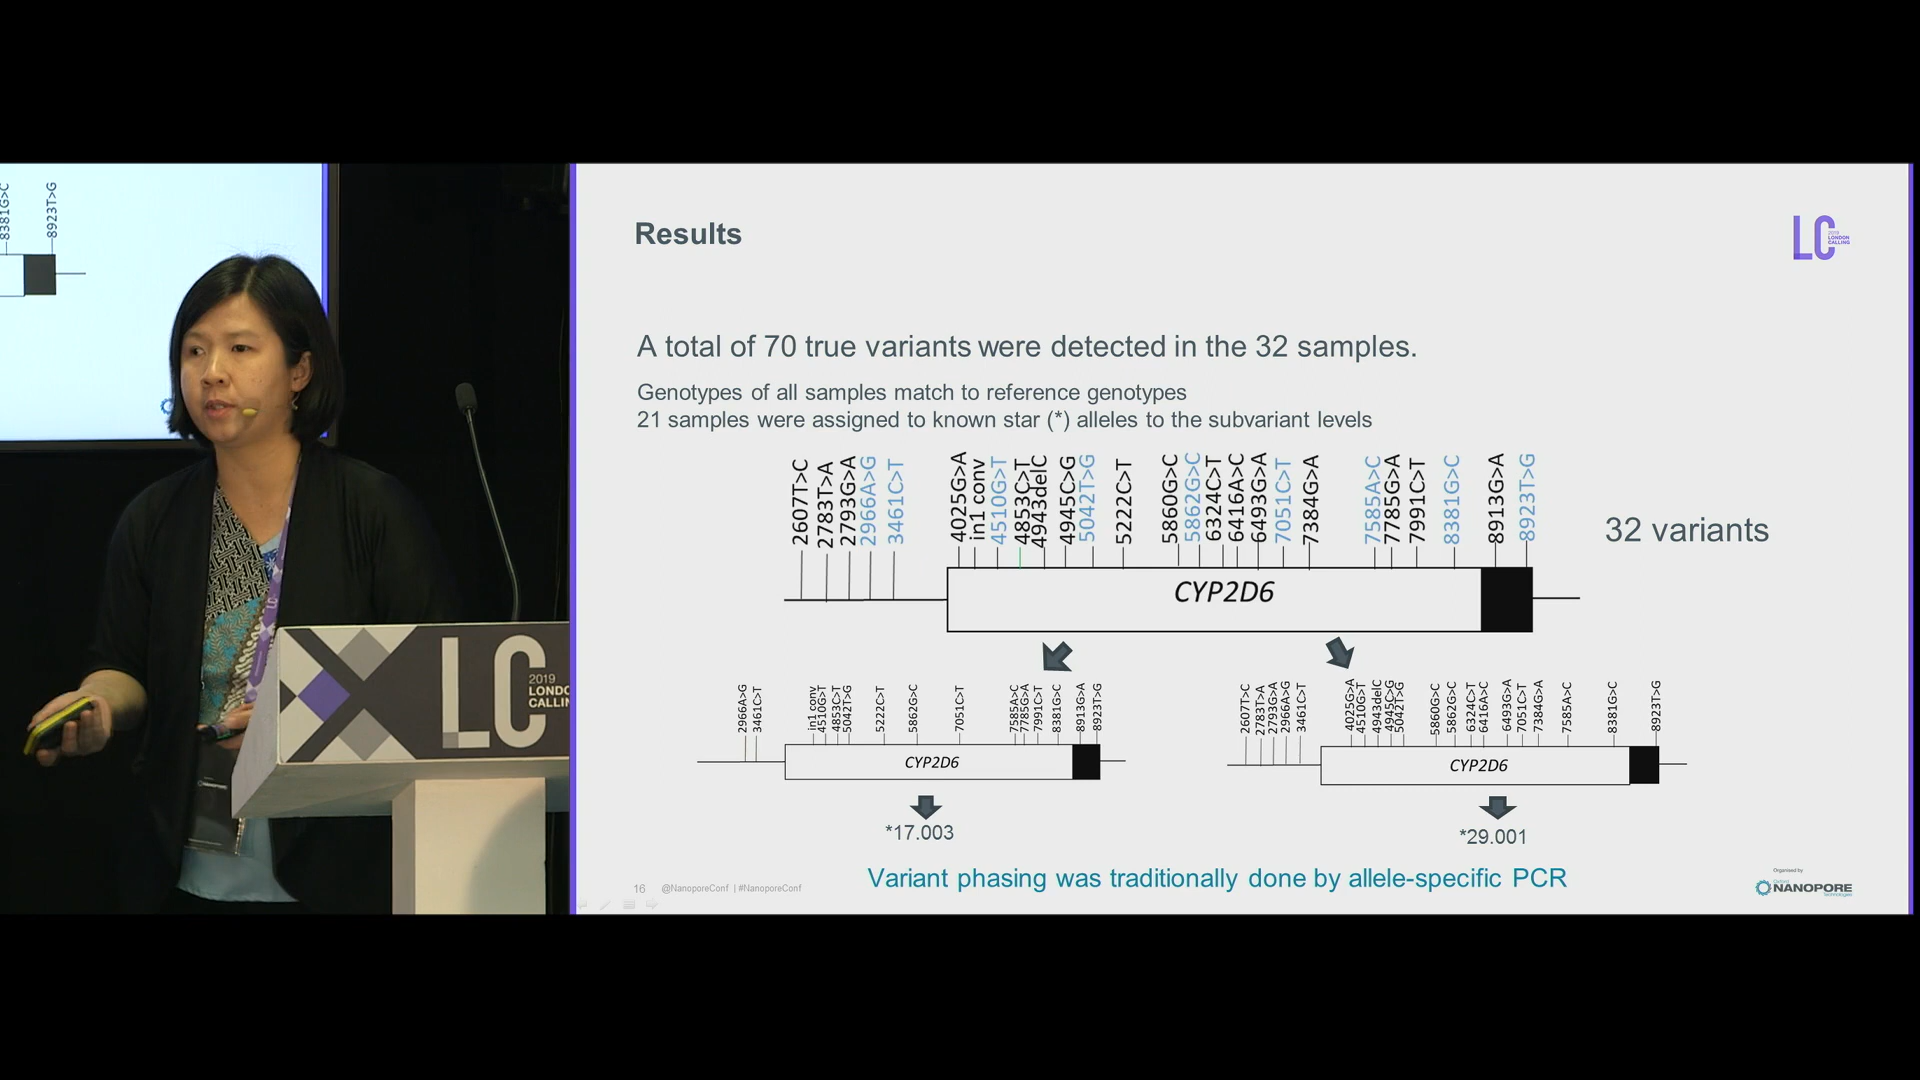 8381G>C
8923T>G
LC
2019
LONDON
CALLING
Results
LC
2019
LONDON
CALLING
A total of 70 true variants were detected in the 32 samples.
Genotypes of all samples match to reference genotypes
21 samples were assigned to known star (*) alleles to the subvariant levels
2607T>C
2783T>A
2793G>A
2966A>G
3461C>T
4025G>A
in1 conv
4510G>T
4853C>T
4943delC
4945C>G
5042T>G
5222C>T
5860G>C
5862G>C
6324C>T
6416A>C
6493G>A
7051C>T
7384G>A
7585A>C
7785G>A
7991C>T
8381G>C
8913G>A
8923T>G
32 variants
CYP2D6
2966A>G
3461C>T
in1 conv
4510G>T
4853C>T
5042T>G
5222C>T
5862G>C
7051C>T
7585A>C
7785G>A
7991C>T
8381G>C
8913G>A
8923T>G
CYP2D6
*17.003
2607T>C
2783T>A
2793G>A
2966A>G
3461C>T
4025G>A
4510G>T
4943delC
4945C>G
5042T>G
5860G>C
5862G>C
6324C>T
6416A>C
6493G>A
7051C>T
7384G>A
7585A>C
8381G>C
8923T>G
CYP2D6
*29.001
Variant phasing was traditionally done by allele-specific PCR
16 @NanoporeConf | #NanoporeConf
Organised by
Oxford
NANOPORE
Technologies